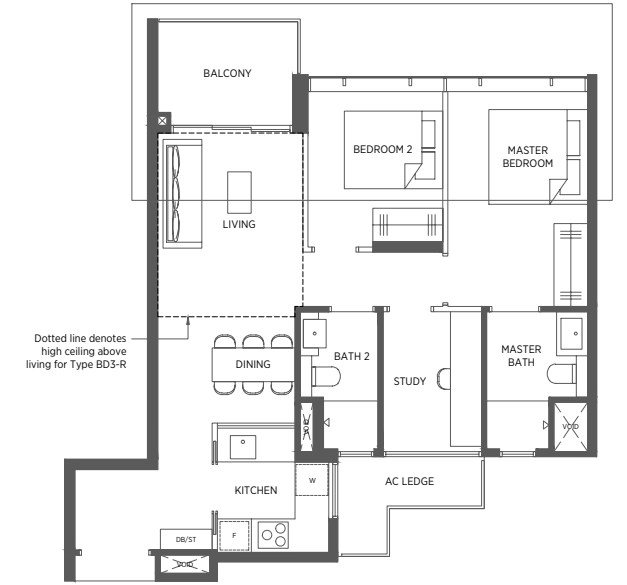 BALCONY
BEDROOM 2
MASTER
BEDROOM
LIVING
Dotted line denotes
high ceiling above
living for Type BD3-R
DINING
BATH 2
STUDY
MASTER
BATH
VOID
VOID
KITCHEN
W
AC LEDGE
DB/ST
F
VOID